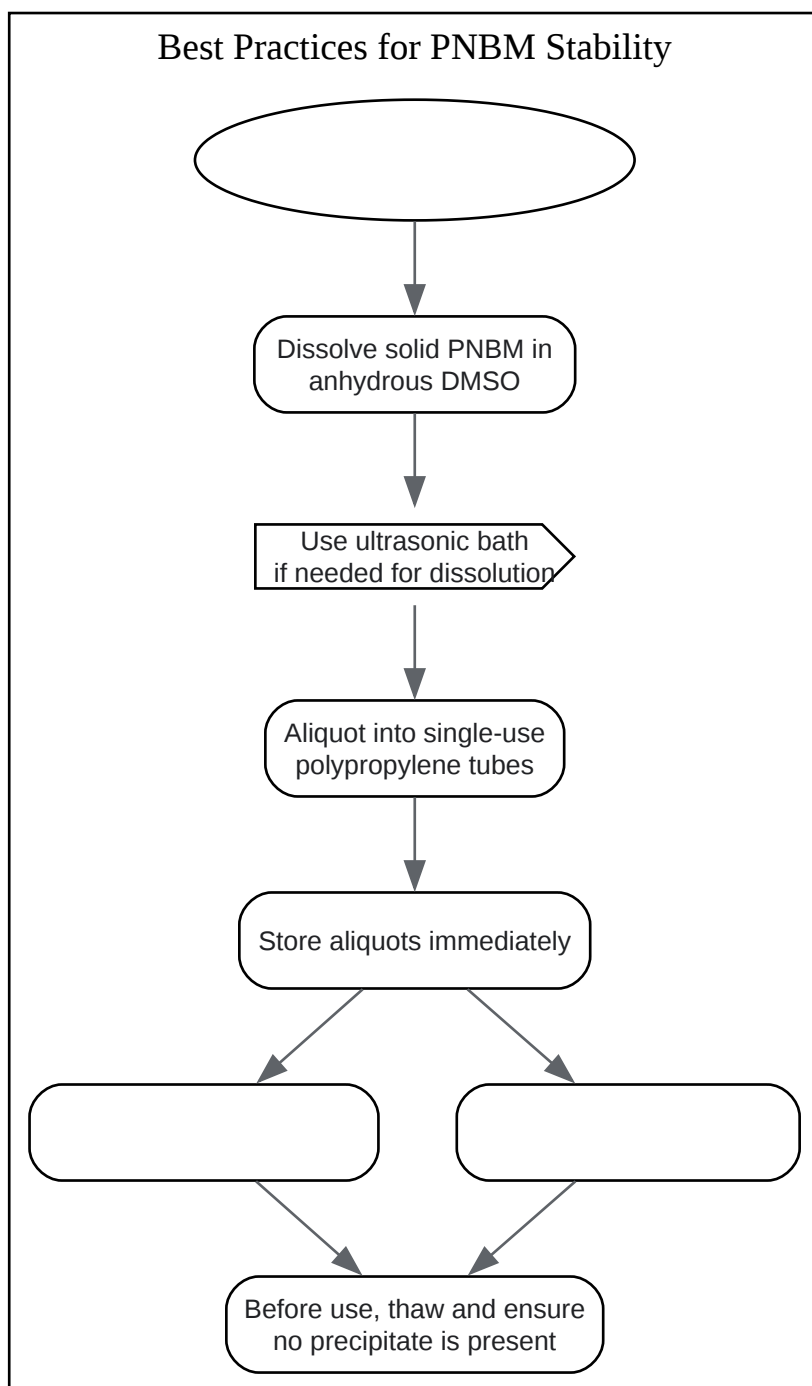 Best Practices for PNBM Stability
Dissolve solid PNBM in
anhydrous DMSO
Use ultrasonic bath
if needed for dissolution
Aliquot into single-use
polypropylene tubes
Store aliquots immediately
Before use, thaw and ensure
no precipitate is present